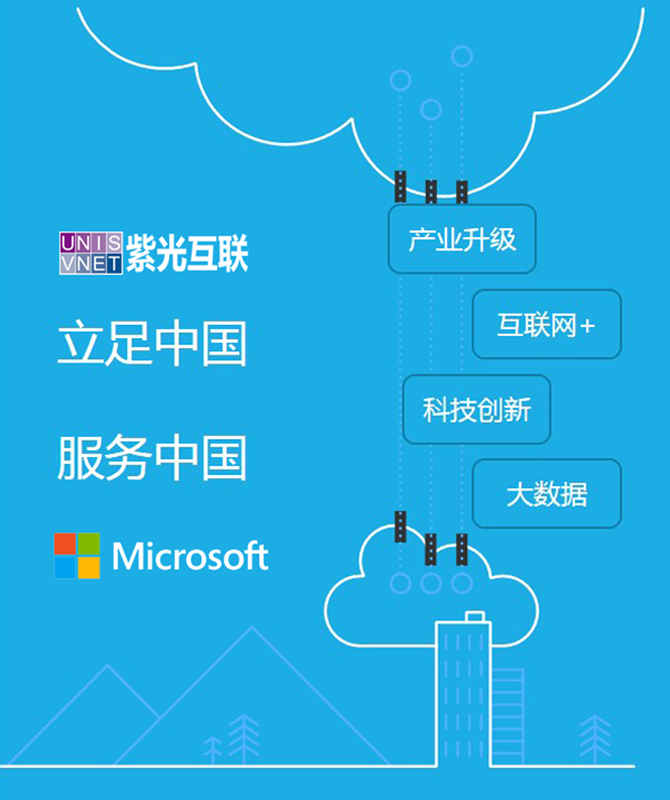 UNIS
VNET 紫光互联
立足中国
服务中国
Microsoft
产业升级
互联网+
科技创新
大数据